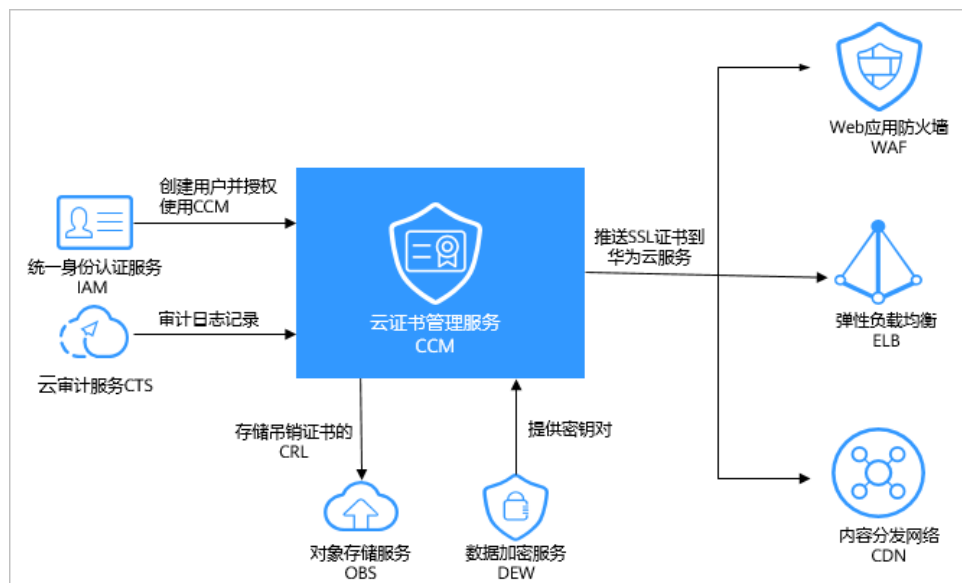 创建用户并授权
使用CCM
统一身份认证服务
IAM
审计日志记录
云审计服务CTS
云证书管理服务
CCM
存储吊销证书的
CRL
对象存储服务
OBS
提供密钥对
数据加密服务
DEW
推送SSL证书到
华为云服务
Web应用防火墙
WAF
弹性负载均衡
ELB
内容分发网络
CDN